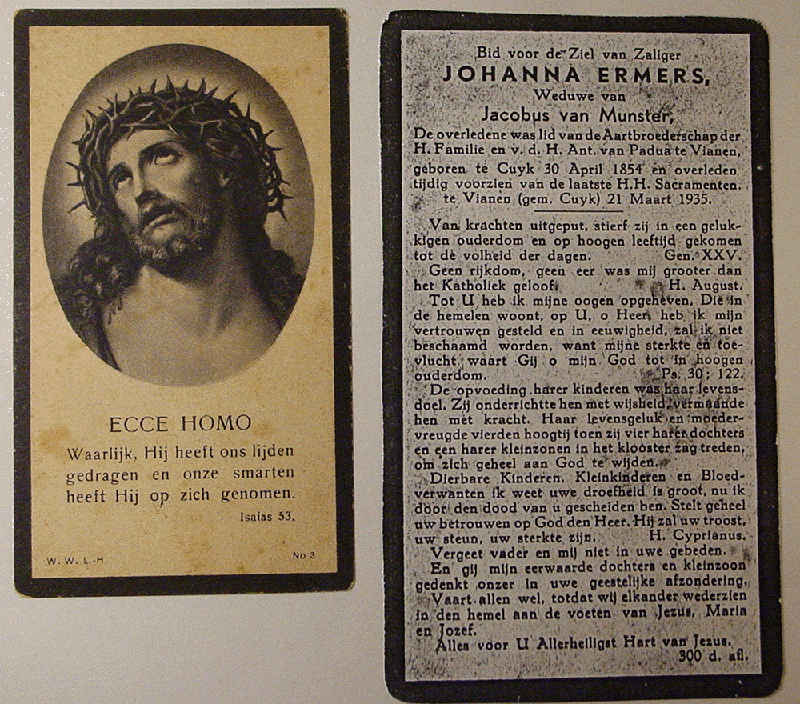 ECCE HOMO
Waarlijk, Hij heeft ons lijden
gedragen en onze smarten
heeft Hij op zich genomen.
Isaias 53.
W. W. L.-H.
No 3
Bid voor de Ziel van Zaliger
JOHANNA ERMERS,
Weduwe van
Jacobus van Munster,
De overledene was lid van de Aartbroederschap der
H. Familie en v. d. H. Ant. van Padua te Vianen,
geboren te Cuyk 30 April 1854 en overleden
tijdig voorzien van de laatste H.H. Sacramenten.
te Vianen (gem. Cuyk) 21 Maart 1935.
Van krachten uitgeput, stierf zij in een geluk-
kigen ouderdom en op hoogen leeftijd gekomen
tot de volheid der dagen. Gen. XXV.
Geen rijkdom, geen eer was mij grooter dan
het Katholiek geloof. H. August.
Tot U heb ik mijne oogen opgeheven, Die in
de hemelen woont, op U, o Heer, heb ik mijn
vertrouwen gesteld en in eeuwigheid, zal ik niet
beschaamd worden, want mijne sterkte en toe-
vlucht waart Gij o mijn God tot in hoogen
ouderdom. Ps. 30 ; 122.
De opvoeding harer kinderen was haar levens-
doel. Zij onderrichtte hen met wijsheid, vermaande
hen met kracht. Haar levensgeluk en moeder-
vreugde vierden hoogtij toen zij vier harer dochters
en een harer kleinzonen in het klooster zag treden,
om zich geheel aan God te wijden.
Dierbare Kinderen, Kleinkinderen en Bloed-
verwanten ik weet uwe droefheid is groot, nu ik
door den dood van u gescheiden ben. Stelt geheel
uw betrouwen op God den Heer. Hij zal uw troost,
uw steun, uw sterkte zijn. H. Cyprianus.
Vergeet vader en mij niet in uwe gebeden.
En gij mijn eerwaarde dochters en kleinzoon
gedenkt onzer in uwe geestelijke afzondering.
Vaart allen wel, totdat wij elkander wederzien
in den hemel aan de voeten van Jezus, Maria
en Jozef.
Alles voor U Allerheiligst Hart van Jezus.
300 d. afl.